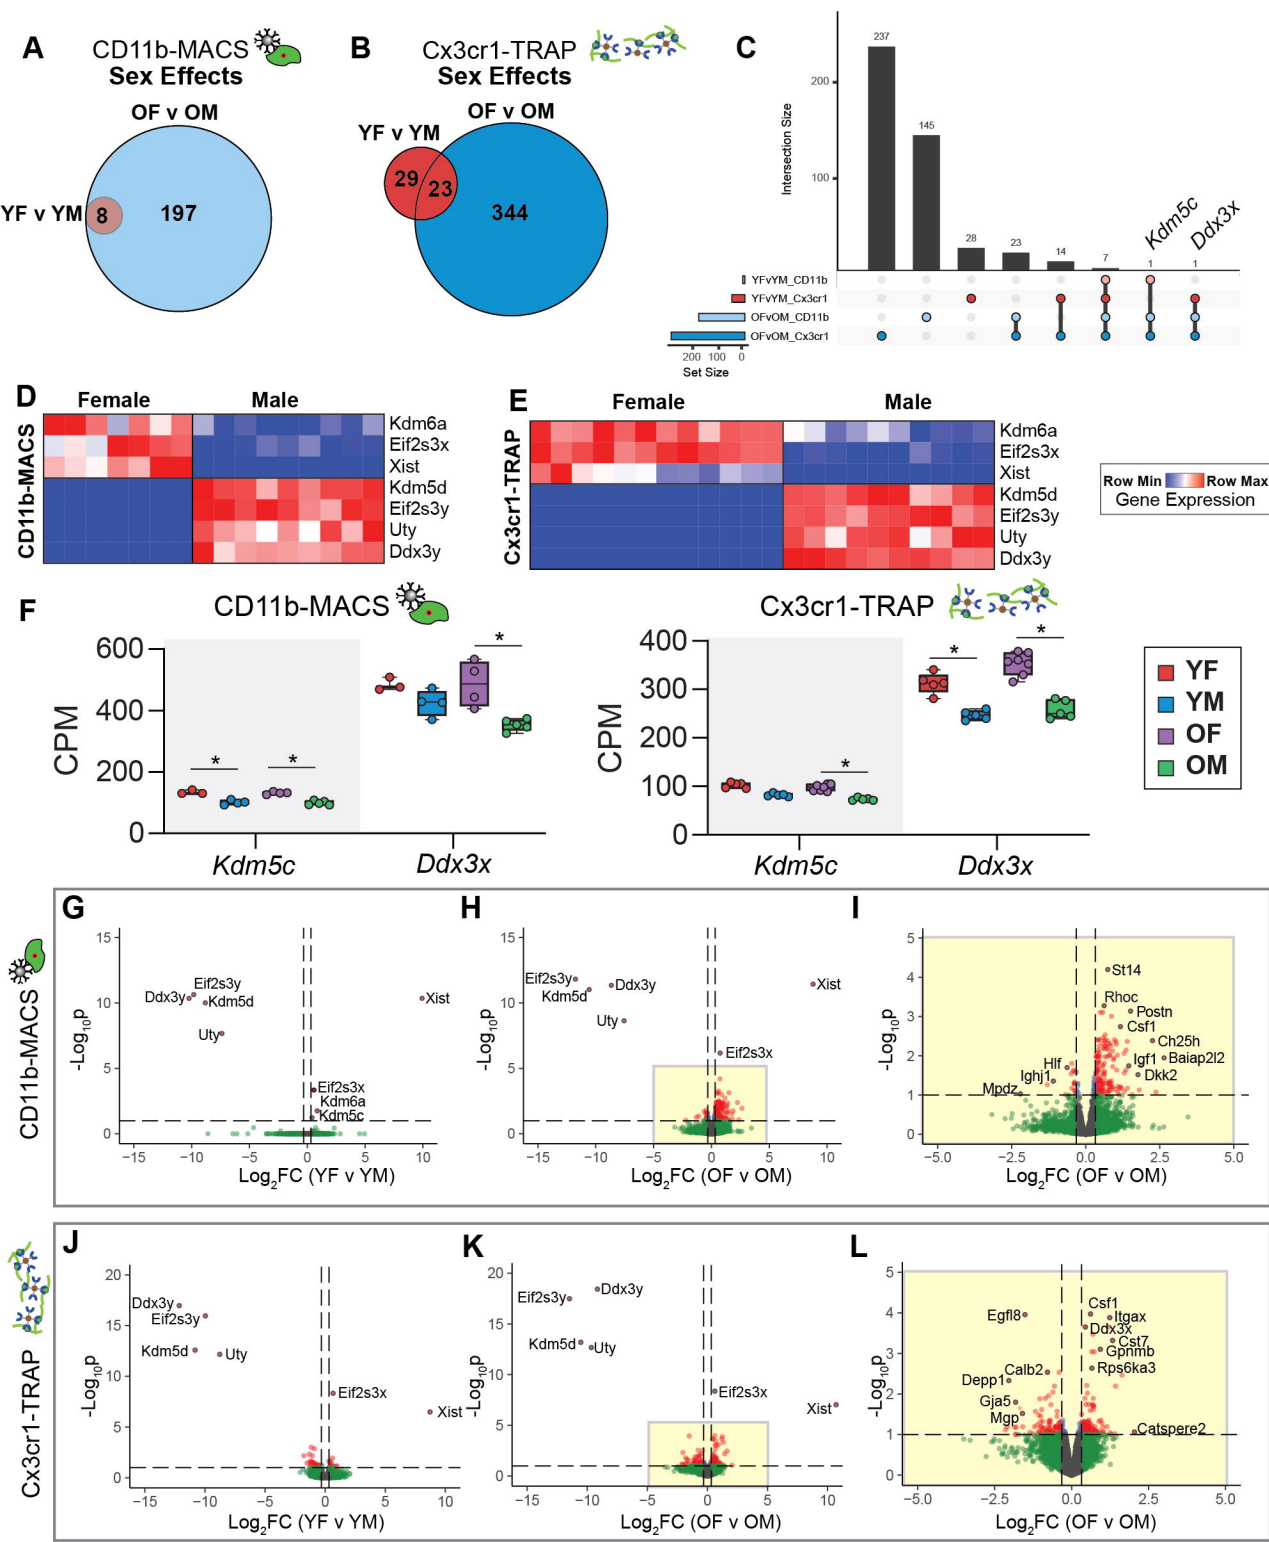 A
CD11b-MACS
Sex Effects
OF v OM
YF v YM
8
197
B
Cx3cr1-TRAP
Sex Effects
OF v OM
YF v YM
29
23
344
C
Intersection Size
200
100
237
145
28
23
14
7
1
1
Kdm5c
Ddx3x
YFvYM_CD11b
YFvYM_Cx3cr1
OFvOM_CD11b
OFvOM_Cx3cr1
200 100 0
Set Size
D
CD11b-MACS
Female Male
Kdm6a
Eif2s3x
Xist
Kdm5d
Eif2s3y
Uty
Ddx3y
E
Cx3cr1-TRAP
Female Male
Kdm6a
Eif2s3x
Xist
Kdm5d
Eif2s3y
Uty
Ddx3y
Row Min Row Max
Gene Expression
F
CD11b-MACS
CPM
600
400
200
0
* * *
Kdm5c Ddx3x
Cx3cr1-TRAP
CPM
400
300
200
100
0
* * *
Kdm5c Ddx3x
YF
YM
OF
OM
CD11b-MACS
G
-Log10p
15
10
5
0
Eif2s3y
Ddx3y
Kdm5d
Uty
Xist
Eif2s3x
Kdm6a
Kdm5c
−15 −10 −5 0 5 10
Log2FC (YF v YM)
H
-Log10p
15
10
5
0
Eif2s3y
Kdm5d
Ddx3y
Uty
Xist
Eif2s3x
−15 −10 −5 0 5 10
Log2FC (OF v OM)
I
-Log10p
5
4
3
2
1
0
St14
Rhoc
Postn
Csf1
Ch25h
Igf1
Baiap2l2
Dkk2
Hlf
Ighj1
Mpdz
−5.0 −2.5 0.0 2.5 5.0
Log2FC (OF v OM)
Cx3cr1-TRAP
J
-Log10p
20
15
10
5
0
Ddx3y
Eif2s3y
Kdm5d
Uty
Eif2s3x
Xist
−15 −10 −5 0 5 10
Log2FC (YF v YM)
K
-Log10p
20
15
10
5
0
Ddx3y
Eif2s3y
Kdm5d
Uty
Eif2s3x
Xist
−15 −10 −5 0 5 10
Log2FC (OF v OM)
L
-Log10p
5
4
3
2
1
0
Egfl8
Csf1
Itgax
Ddx3x
Cst7
Gpnmb
Rps6ka3
Calb2
Depp1
Gja5
Mgp
Catspere2
−5.0 −2.5 0.0 2.5 5.0
Log2FC (OF v OM)